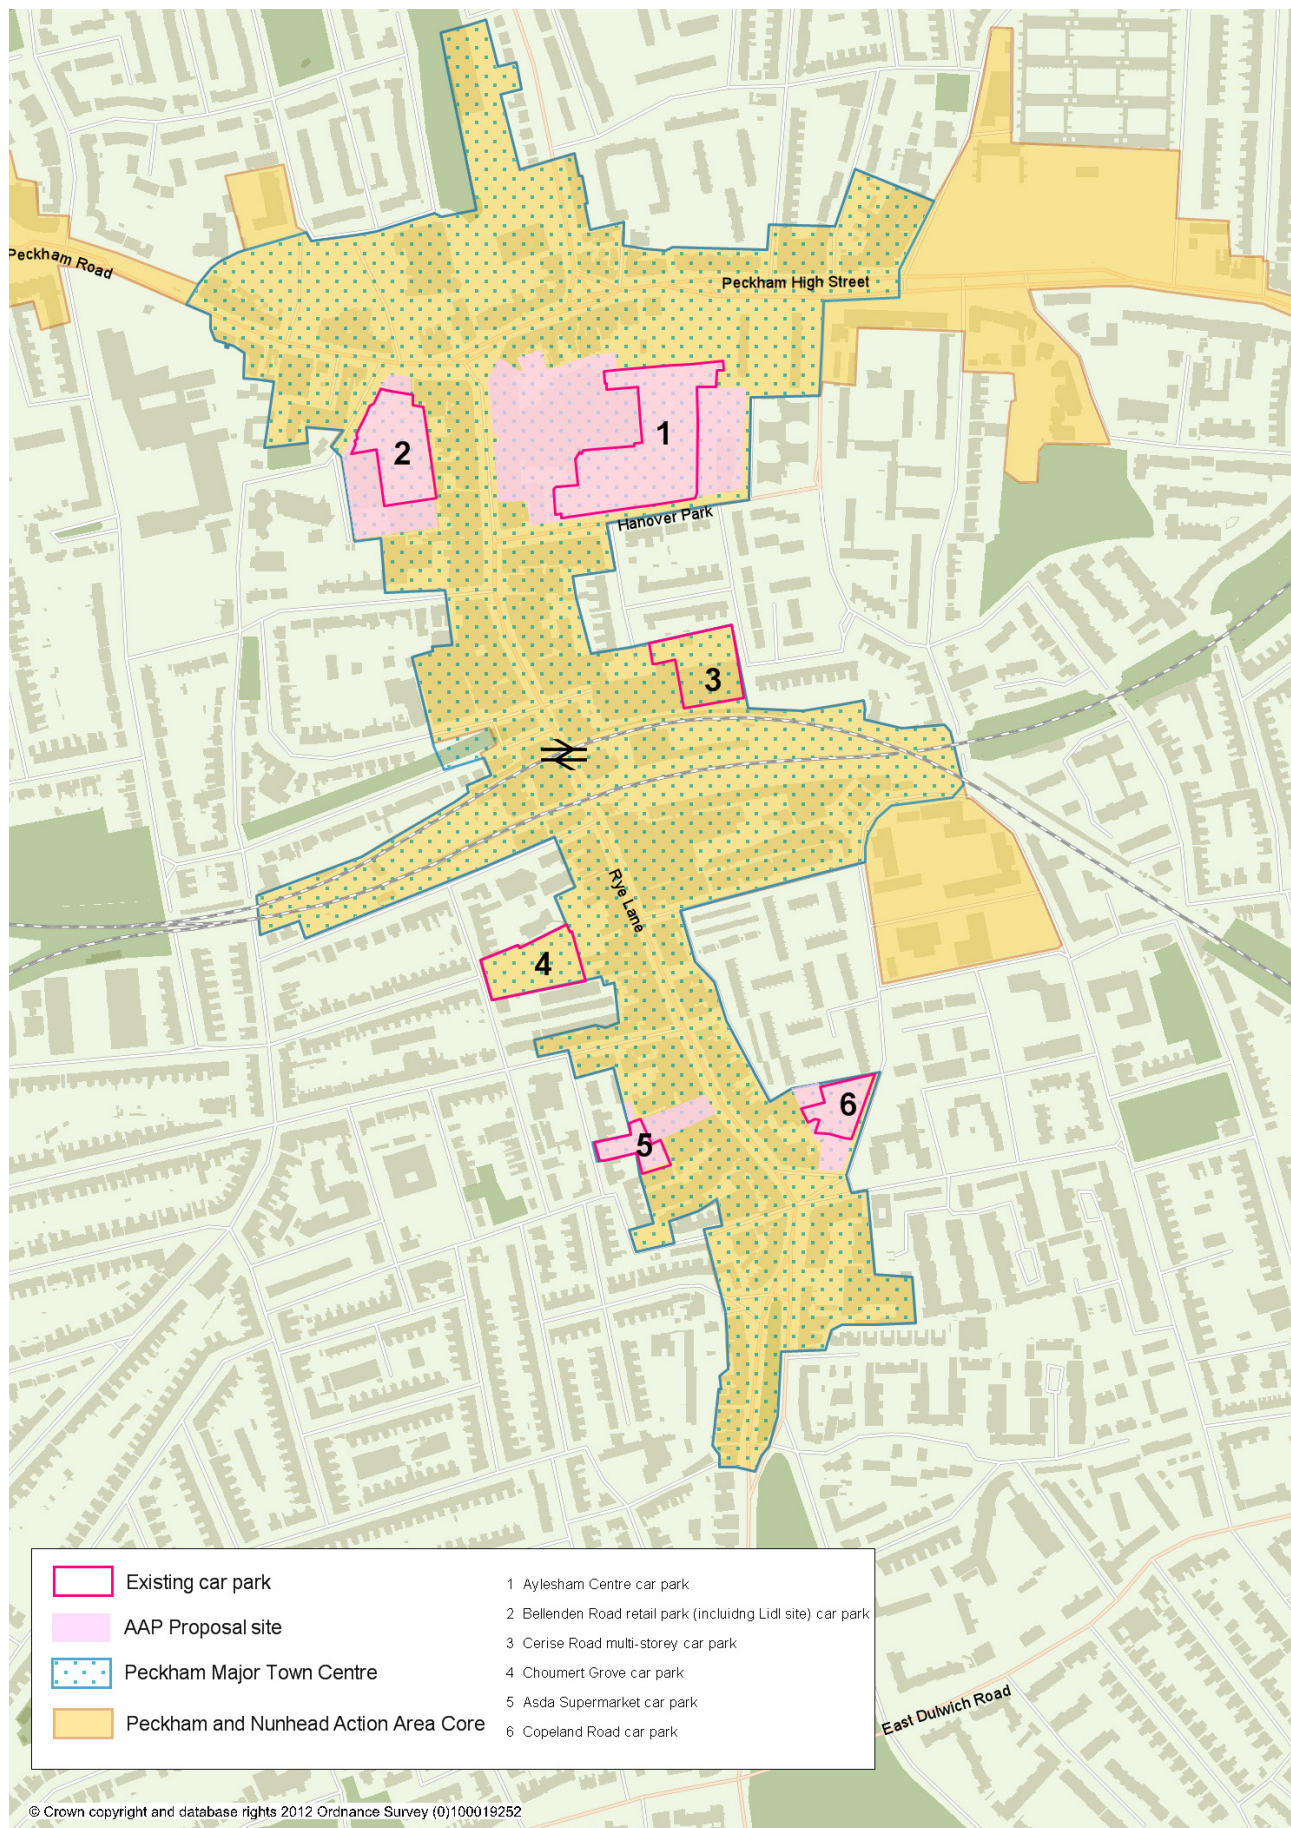 Peckham Road
Peckham High Street
1
2
Hanover Park
3
Rye Lane
4
6
5
Existing car park
AAP Proposal site
Peckham Major Town Centre
Peckham and Nunhead Action Area Core
1 Aylesham Centre car park
2 Bellenden Road retail park (incluidng Lidl site) car park
3 Cerise Road multi-storey car park
4 Choumert Grove car park
5 Asda Supermarket car park
6 Copeland Road car park
East Dulwich Road
© Crown copyright and database rights 2012 Ordnance Survey (0)100019252